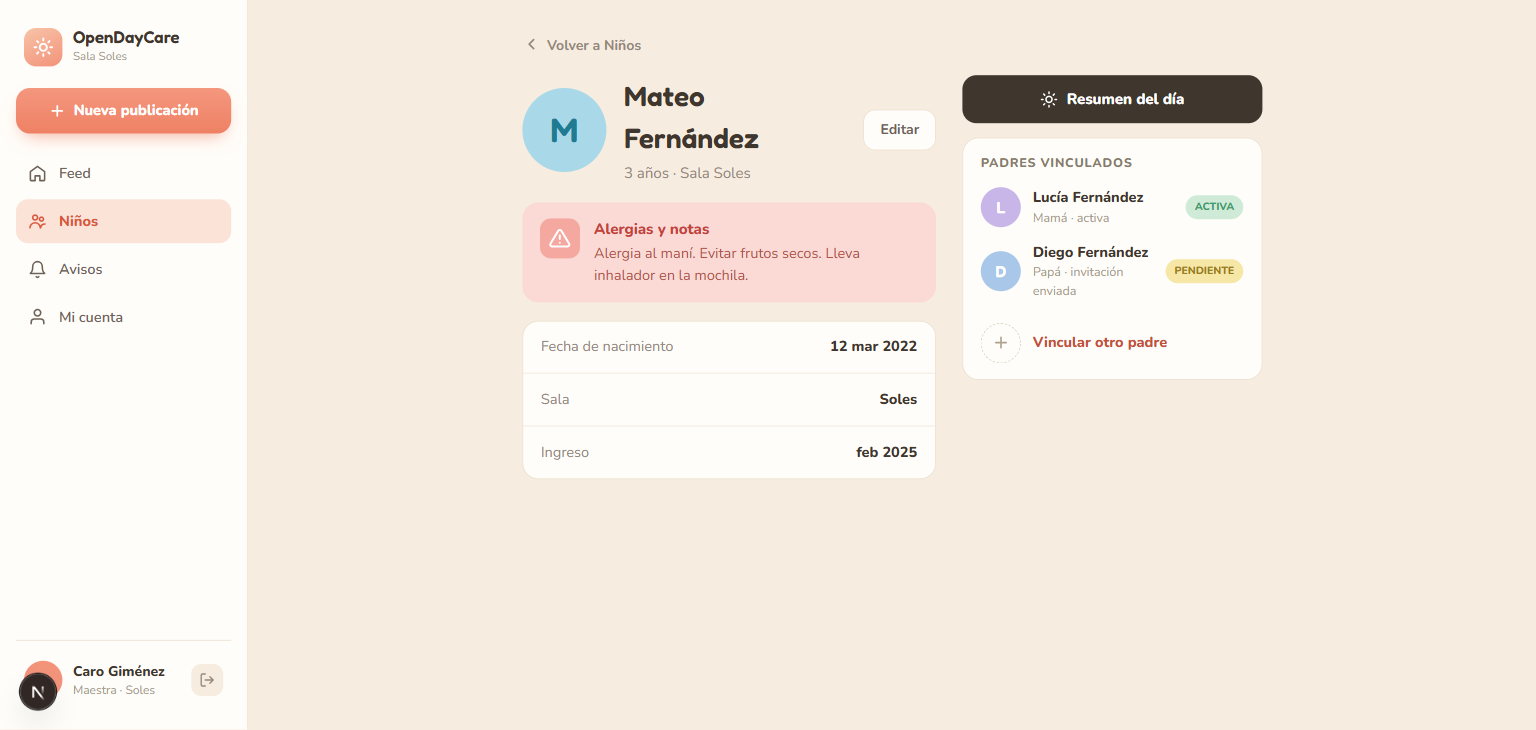 OpenDayCare
Sala Soles
Nueva publicación
Feed
Niños
Avisos
Mi cuenta
N
Caro Giménez
Maestra · Soles
Volver a Niños
M
Mateo
Fernández
3 años · Sala Soles
Editar
Alergias y notas
Alergia al maní. Evitar frutos secos. Lleva
inhalador en la mochila.
Fecha de nacimiento
12 mar 2022
Sala
Soles
Ingreso
feb 2025
Resumen del día
PADRES VINCULADOS
L
Lucía Fernández
Mamá · activa
ACTIVA
D
Diego Fernández
Papá · invitación
enviada
PENDIENTE
Vincular otro padre